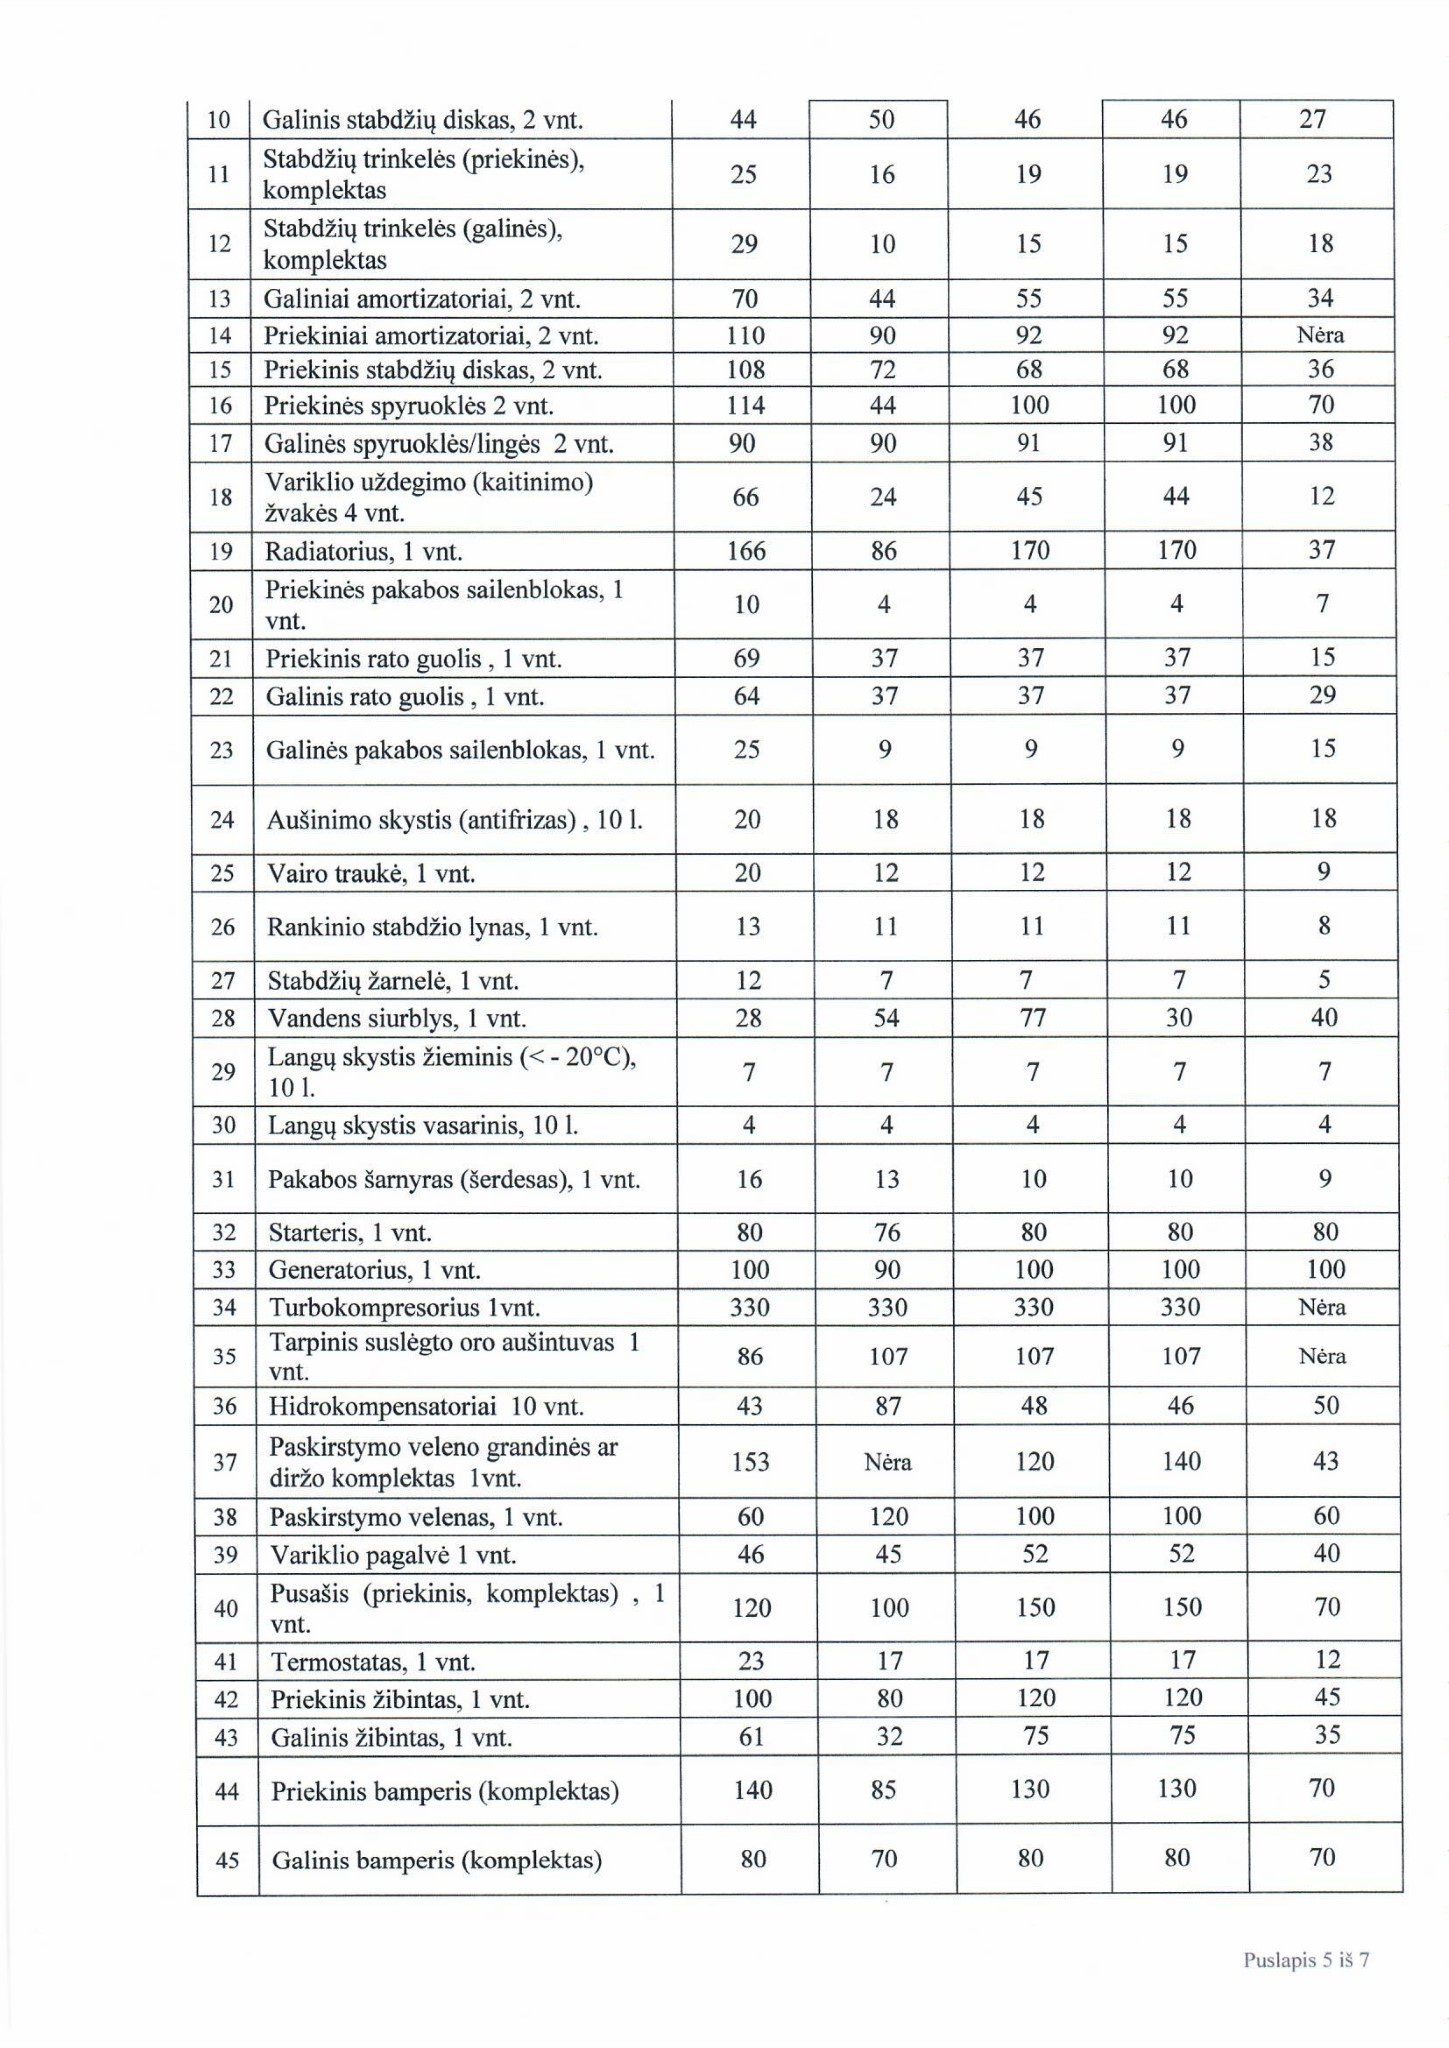 10 Galinis stabdžių diskas, 2 vnt. 44 50 46 46 27
11 Stabdžių trinkelės (priekinės), komplektas 25 16 19 19 23
12 Stabdžių trinkelės (galinės), komplektas 29 10 15 15 18
13 Galiniai amortizatoriai, 2 vnt. 70 44 55 55 34
14 Priekiniai amortizatoriai, 2 vnt. 110 90 92 92 Nėra
15 Priekinis stabdžių diskas, 2 vnt. 108 72 68 68 36
16 Priekinės spyruoklės 2 vnt. 114 44 100 100 70
17 Galinės spyruoklės/lingės 2 vnt. 90 90 91 91 38
18 Variklio uždegimo (kaitinimo) žvakės 4 vnt. 66 24 45 44 12
19 Radiatorius, 1 vnt. 166 86 170 170 37
20 Priekinės pakabos sailenblokas, 1 vnt. 10 4 4 4 7
21 Priekinis rato guolis , 1 vnt. 69 37 37 37 15
22 Galinis rato guolis , 1 vnt. 64 37 37 37 29
23 Galinės pakabos sailenblokas, 1 vnt. 25 9 9 9 15
24 Aušinimo skystis (antifrizas) , 10 l. 20 18 18 18 18
25 Vairo traukė, 1 vnt. 20 12 12 12 9
26 Rankinio stabdžio lynas, 1 vnt. 13 11 11 11 8
27 Stabdžių žarnelė, 1 vnt. 12 7 7 7 5
28 Vandens siurblys, 1 vnt. 28 54 77 30 40
29 Langų skystis žieminis (< - 20°C), 10 l. 7 7 7 7 7
30 Langų skystis vasarinis, 10 l. 4 4 4 4 4
31 Pakabos šarnyras (šerdesas), 1 vnt. 16 13 10 10 9
32 Starteris, 1 vnt. 80 76 80 80 80
33 Generatorius, 1 vnt. 100 90 100 100 100
34 Turbokompresorius 1vnt. 330 330 330 330 Nėra
35 Tarpinis suslėgto oro aušintuvas 1 vnt. 86 107 107 107 Nėra
36 Hidrokompensatoriai 10 vnt. 43 87 48 46 50
37 Paskirstymo veleno grandinės ar diržo komplektas 1vnt. 153 Nėra 120 140 43
38 Paskirstymo velenas, 1 vnt. 60 120 100 100 60
39 Variklio pagalvė 1 vnt. 46 45 52 52 40
40 Pusašis (priekinis, komplektas) , 1 vnt. 120 100 150 150 70
41 Termostatas, 1 vnt. 23 17 17 17 12
42 Priekinis žibintas, 1 vnt. 100 80 120 120 45
43 Galinis žibintas, 1 vnt. 61 32 75 75 35
44 Priekinis bamperis (komplektas) 140 85 130 130 70
45 Galinis bamperis (komplektas) 80 70 80 80 70
Puslapis 5 iš 7